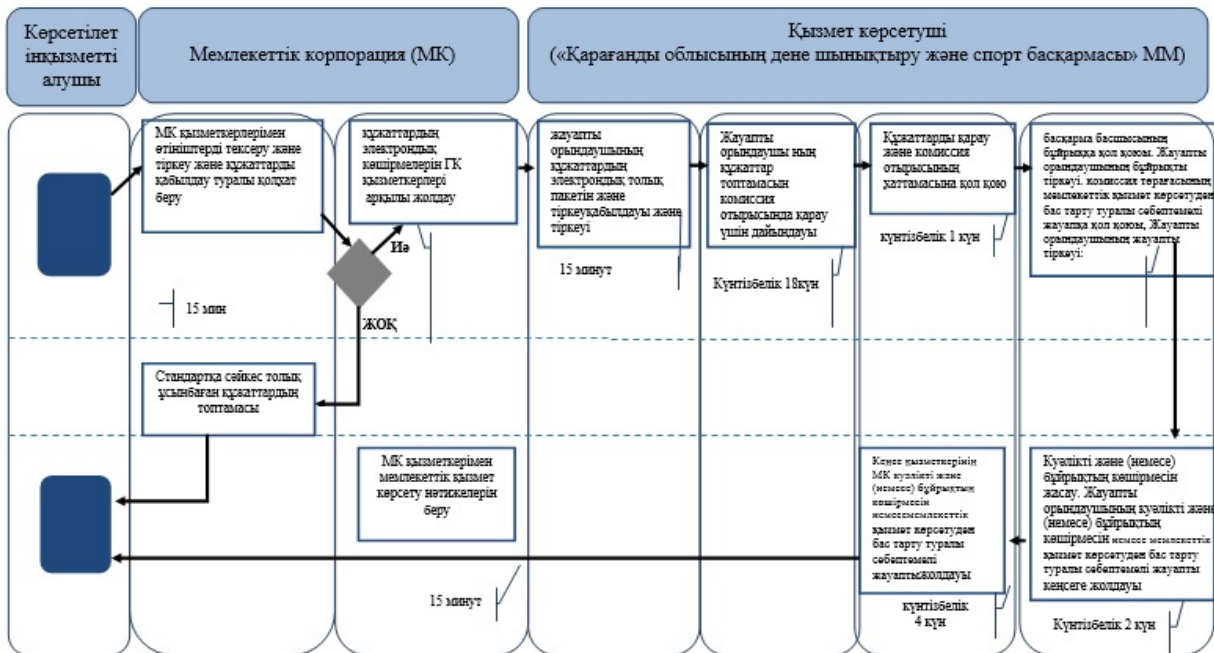 Көрсетілет
інқызметті
алушы
Мемлекеттік корпорация (МК)
Қызмет көрсетуші
(«Қарағанды облысының дене шынықтыру және спорт басқармасы» ММ)
МК қызметкерлерімен
өтініштерді тексеру және
тіркеу және құжаттарды
қабылдау туралы қолхат
беру
15 мин
құжаттардың
электрондық
көшірмелерін ГК
қызметкерлері
арқылы жолдау
Иә
ЖОҚ
жауапты
орындаушының
құжаттардың
электрондық толық
пакетін және
тіркеуқабылдауы және
тіркеуі
15 минут
Жауапты
орындаушы ның
құжаттар
топтамасын
комиссия
отырысында қарау
үшін дайындауы
Күнтізбелік 18күн
Құжаттарды қарау
және комиссия
отырысының
хаттамасына қол қою
күнтізбелік 1 күн
басқарма басшысының
бұйрыққа қол қоюы. Жауапты
орындаушының бұйрықты
тіркеуі. комиссия төрағасының
мемлекеттік қызмет көрсетуден
бас тарту туралы себептемелі
жауапқа қол қоюы, Жауапты
орындаушының жауапты
тіркеуі:
Стандартқа сәйкес толық
ұсынбаған құжаттардың
топтамасы
МК қызметкерімен
мемлекеттік қызмет
көрсету нәтижелерін
беру
15 минут
Кеңсе қызметкерінің
МК куәлікті және
(немесе) бұйрықтың
көшірмесін
немесемемлекеттік
қызмет көрсетуден
бас тарту туралы
себептемелі
жауаптыжолдауы
күнтізбелік
4 күн
Куәлікті және (немесе)
бұйрықтың көшірмесін
жасау. Жауапты
орындаушының куәлікті және
(немесе) бұйрықтың
көшірмесін немесе мемлекеттік
қызмет көрсетуден бас тарту
туралы себептемелі жауапты
кеңсеге жолдауы
Күнтізбелік 2 күн